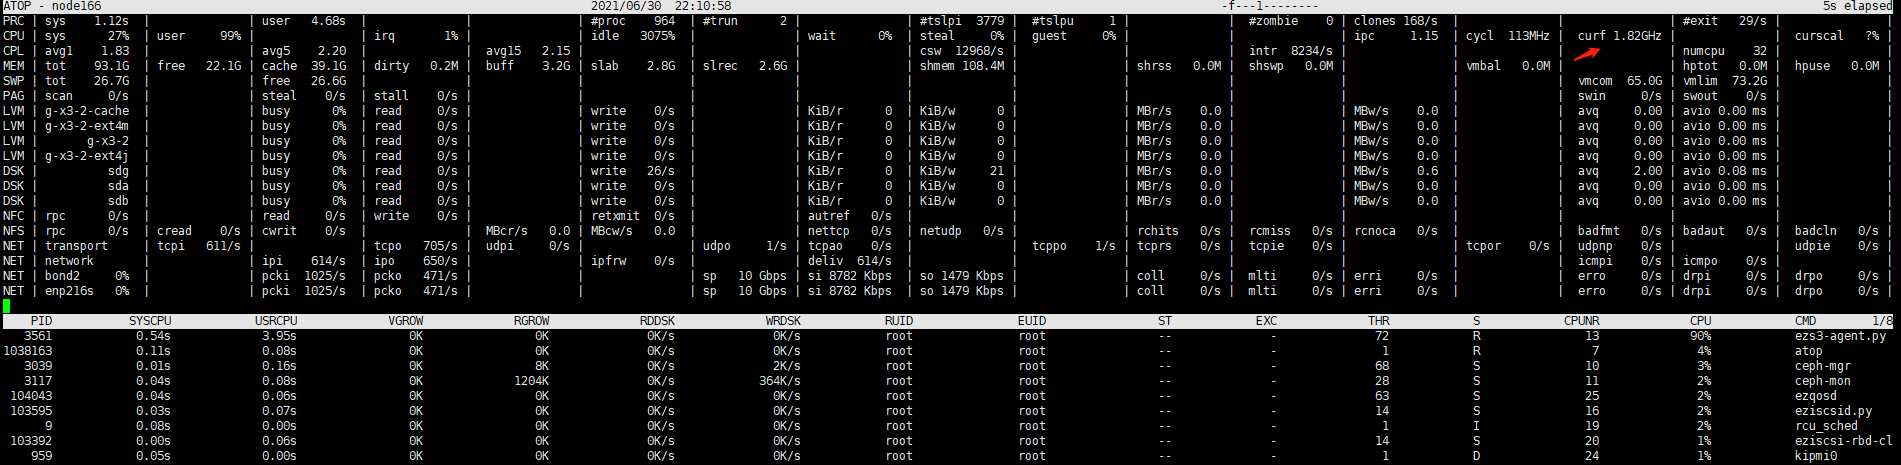 ATOP - node166 2021/06/30 22:10:58 -f---1-------- 5s elapsed
PRC | sys 1.12s | | user 4.68s | | | #proc 964 | #trun 2 | | #tslpi 3779 | #tslpu 1 | | #zombie 0 | clones 168/s | | | #exit 29/s | |
CPU | sys 27% | user 99% | | irq 1% | | idle 3075% | | wait 0% | steal 0% | guest 0% | | | ipc 1.15 | cycl 113MHz | curf 1.82GHz | | curscal ?% |
CPL | avg1 1.83 | | avg5 2.20 | | avg15 2.15 | | | | csw 12968/s | | | intr 8234/s | | | | numcpu 32 | |
MEM | tot 93.1G | free 22.1G | cache 39.1G | dirty 0.2M | buff 3.2G | slab 2.8G | slrec 2.6G | | shmem 108.4M | | shrss 0.0M | shswp 0.0M | | vmbal 0.0M | | hptot 0.0M | hpuse 0.0M |
SWP | tot 26.7G | | free 26.6G | | | | | | | | | | | | vmcom 65.0G | vmlim 73.2G | |
PAG | scan 0/s | | steal 0/s | stall 0/s | | | | | | | | | | | swin 0/s | swout 0/s | |
LVM | g-x3-2-cache | | busy 0% | read 0/s | | write 0/s | | KiB/r 0 | KiB/w 0 | | MBr/s 0.0 | | MBw/s 0.0 | | avq 0.00 | avio 0.00 ms | |
LVM | g-x3-2-ext4m | | busy 0% | read 0/s | | write 0/s | | KiB/r 0 | KiB/w 0 | | MBr/s 0.0 | | MBw/s 0.0 | | avq 0.00 | avio 0.00 ms | |
LVM | g-x3-2 | | busy 0% | read 0/s | | write 0/s | | KiB/r 0 | KiB/w 0 | | MBr/s 0.0 | | MBw/s 0.0 | | avq 0.00 | avio 0.00 ms | |
LVM | g-x3-2-ext4j | | busy 0% | read 0/s | | write 0/s | | KiB/r 0 | KiB/w 0 | | MBr/s 0.0 | | MBw/s 0.0 | | avq 0.00 | avio 0.00 ms | |
DSK | sdg | | busy 0% | read 0/s | | write 26/s | | KiB/r 0 | KiB/w 21 | | MBr/s 0.0 | | MBw/s 0.6 | | avq 2.00 | avio 0.08 ms | |
DSK | sda | | busy 0% | read 0/s | | write 0/s | | KiB/r 0 | KiB/w 0 | | MBr/s 0.0 | | MBw/s 0.0 | | avq 0.00 | avio 0.00 ms | |
DSK | sdb | | busy 0% | read 0/s | | write 0/s | | KiB/r 0 | KiB/w 0 | | MBr/s 0.0 | | MBw/s 0.0 | | avq 0.00 | avio 0.00 ms | |
NFC | rpc 0/s | | read 0/s | write 0/s | | retxmit 0/s | | autref 0/s | | | | | | | | | |
NFS | rpc 0/s | cread 0/s | cwrit 0/s | | MBcr/s 0.0 | MBcw/s 0.0 | | nettcp 0/s | netudp 0/s | | rchits 0/s | rcmiss 0/s | rcnoca 0/s | | badfmt 0/s | badaut 0/s | badcln 0/s |
NET | transport | tcpi 611/s | | tcpo 705/s | udpi 0/s | | udpo 1/s | tcpao 0/s | | tcppo 1/s | tcprs 0/s | tcpie 0/s | | tcpor 0/s | udpnp 0/s | | udpie 0/s |
NET | network | | ipi 614/s | ipo 650/s | | ipfrw 0/s | | deliv 614/s | | | | | | | icmpi 0/s | icmpo 0/s | |
NET | bond2 0% | | pcki 1025/s | pcko 471/s | | | sp 10 Gbps | si 8782 Kbps | so 1479 Kbps | | coll 0/s | mlti 0/s | erri 0/s | | erro 0/s | drpi 0/s | drpo 0/s |
NET | enp216s 0% | | pcki 1025/s | pcko 471/s | | | sp 10 Gbps | si 8782 Kbps | so 1479 Kbps | | coll 0/s | mlti 0/s | erri 0/s | | erro 0/s | drpi 0/s | drpo 0/s |
PID SYSCPU USRCPU VGROW RGROW RDDSK WRDSK RUID EUID ST EXC THR S CPUNR CPU CMD 1/8
3561 0.54s 3.95s 0K 0K 0K/s 0K/s root root -- - 72 R 13 90% ezs3-agent.py
1038163 0.11s 0.08s 0K 0K 0K/s 0K/s root root -- - 1 R 7 4% atop
3039 0.01s 0.16s 0K 8K 0K/s 2K/s root root -- - 68 S 10 3% ceph-mgr
3117 0.04s 0.08s 0K 1204K 0K/s 364K/s root root -- - 28 S 11 2% ceph-mon
104043 0.04s 0.06s 0K 0K 0K/s 0K/s root root -- - 63 S 25 2% ezqosd
103595 0.03s 0.07s 0K 0K 0K/s 0K/s root root -- - 14 S 16 2% eziscsid.py
9 0.08s 0.00s 0K 0K 0K/s 0K/s root root -- - 1 I 19 2% rcu_sched
103392 0.00s 0.06s 0K 0K 0K/s 0K/s root root -- - 14 S 20 1% eziscsi-rbd-cl
959 0.05s 0.00s 0K 0K 0K/s 0K/s root root -- - 1 D 24 1% kipmi0